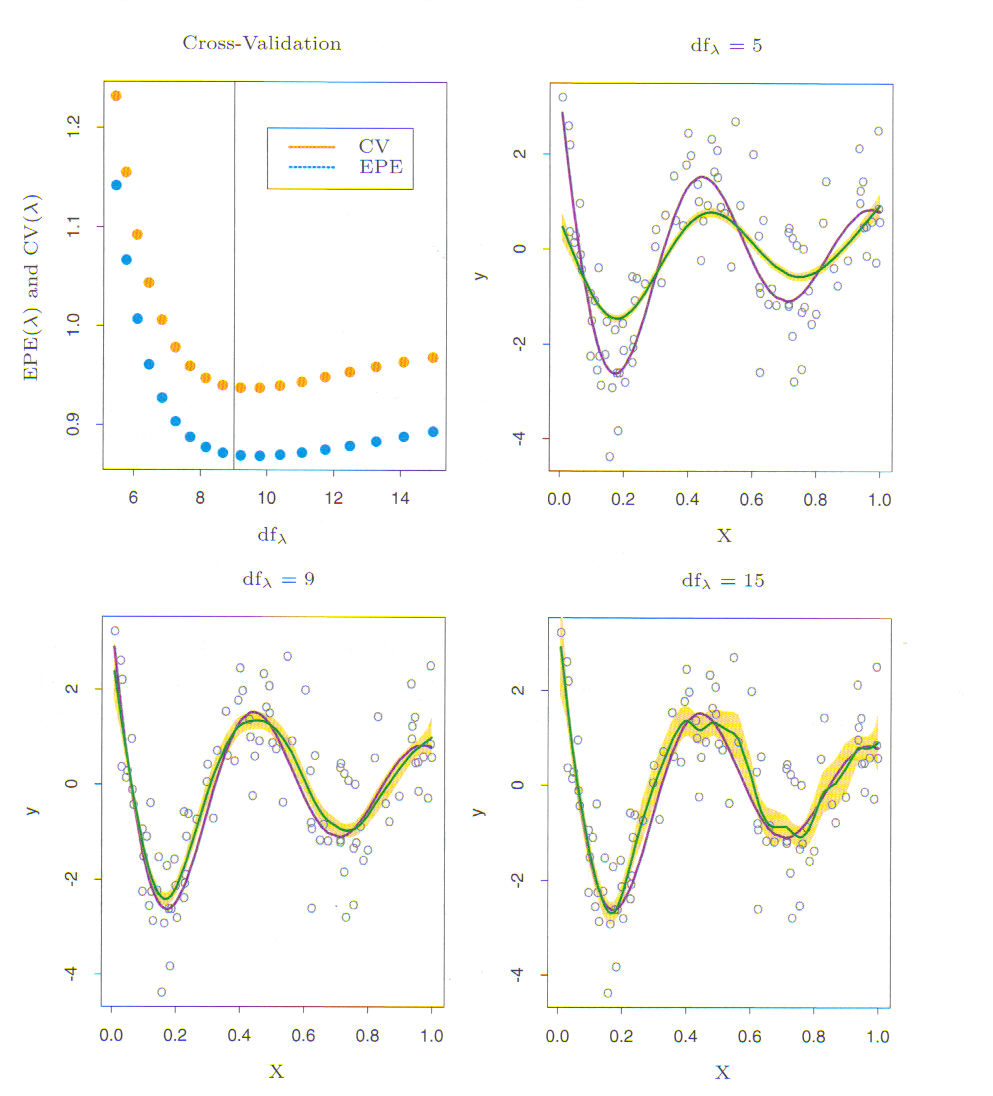 Cross-Validation
EPE(λ) and CV(λ)
1.2
1.1
1.0
0.9
CV
EPE
6 8 10 12 14
dfλ
dfλ = 5
y
2
0
-2
-4
0.0 0.2 0.4 0.6 0.8 1.0
X
dfλ = 9
y
2
0
-2
-4
0.0 0.2 0.4 0.6 0.8 1.0
X
dfλ = 15
y
2
0
-2
-4
0.0 0.2 0.4 0.6 0.8 1.0
X